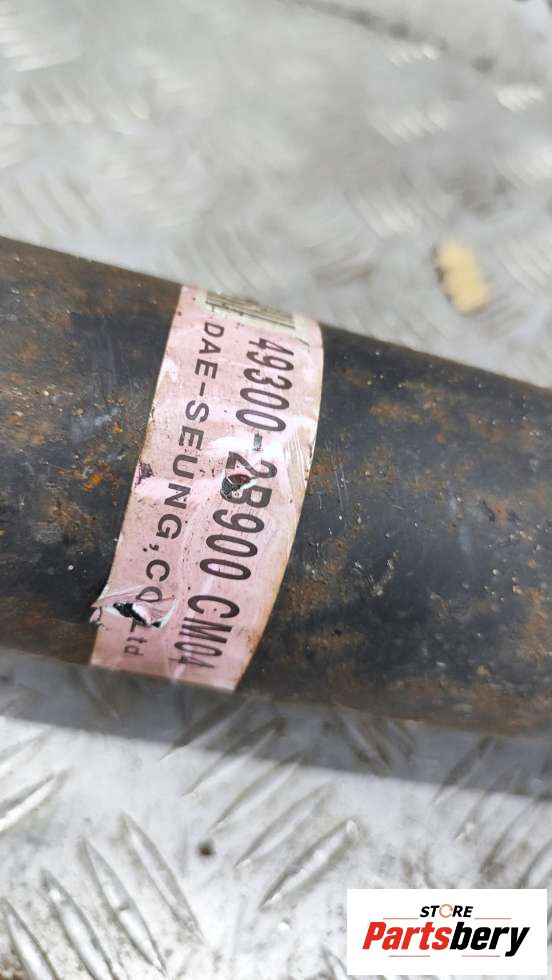 49300-2B900 CM04
DAE-SEUNG,CO Ltd
STORE
Partsbery